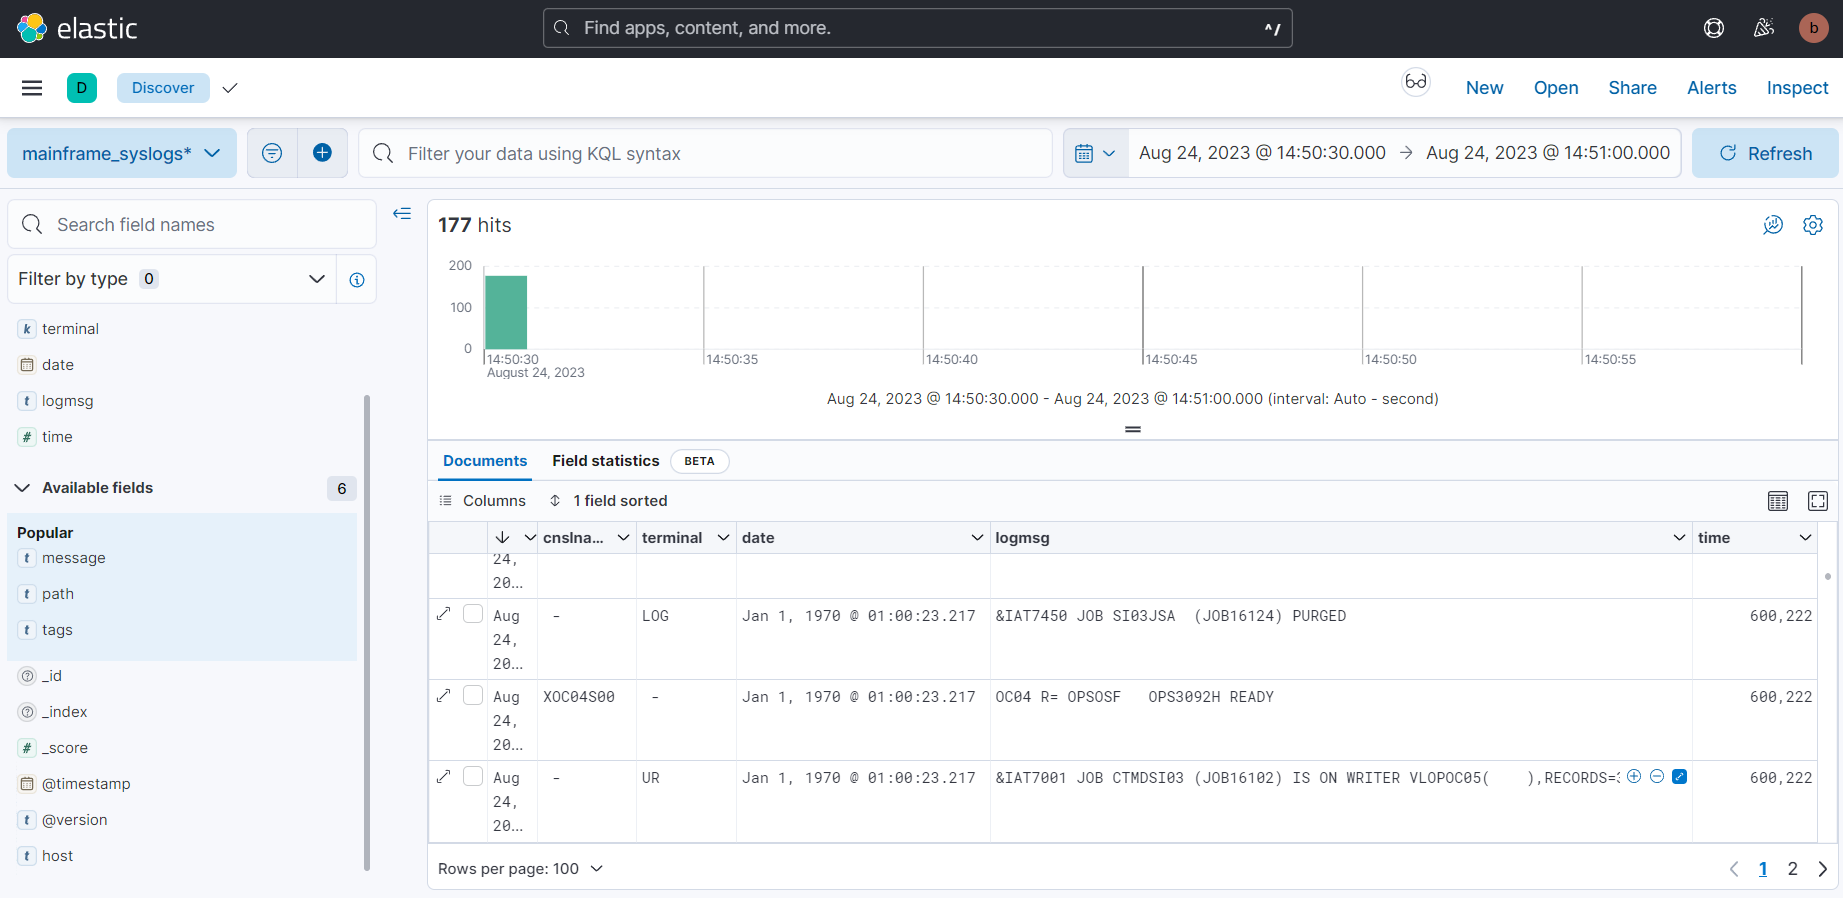 elastic
Find apps, content, and more.
^/
b
D
Discover
New
Open
Share
Alerts
Inspect
mainframe_syslogs*
Filter your data using KQL syntax
Aug 24, 2023 @ 14:50:30.000 → Aug 24, 2023 @ 14:51:00.000
Refresh
Search field names
Filter by type 0
k terminal
date
t logmsg
# time
Available fields 6
Popular
t message
t path
t tags
_id
_index
# _score
@timestamp
t @version
t host
177 hits
200
100
0
14:50:30 14:50:35 14:50:40 14:50:45 14:50:50 14:50:55
August 24, 2023
Aug 24, 2023 @ 14:50:30.000 - Aug 24, 2023 @ 14:51:00.000 (interval: Auto - second)
Documents Field statistics BETA
Columns 1 field sorted
cnslna... terminal date logmsg time
24,
20...
Aug - LOG Jan 1, 1970 @ 01:00:23.217 &IAT7450 JOB SI03JSA (JOB16124) PURGED 600,222
24,
20...
Aug XOC04S00 - Jan 1, 1970 @ 01:00:23.217 OC04 R= OPSOSF OPS3092H READY 600,222
24,
20...
Aug - UR Jan 1, 1970 @ 01:00:23.217 &IAT7001 JOB CTMDSI03 (JOB16102) IS ON WRITER VLOPOC05( ),RECORDS= 600,222
24,
20...
Rows per page: 100
1 2